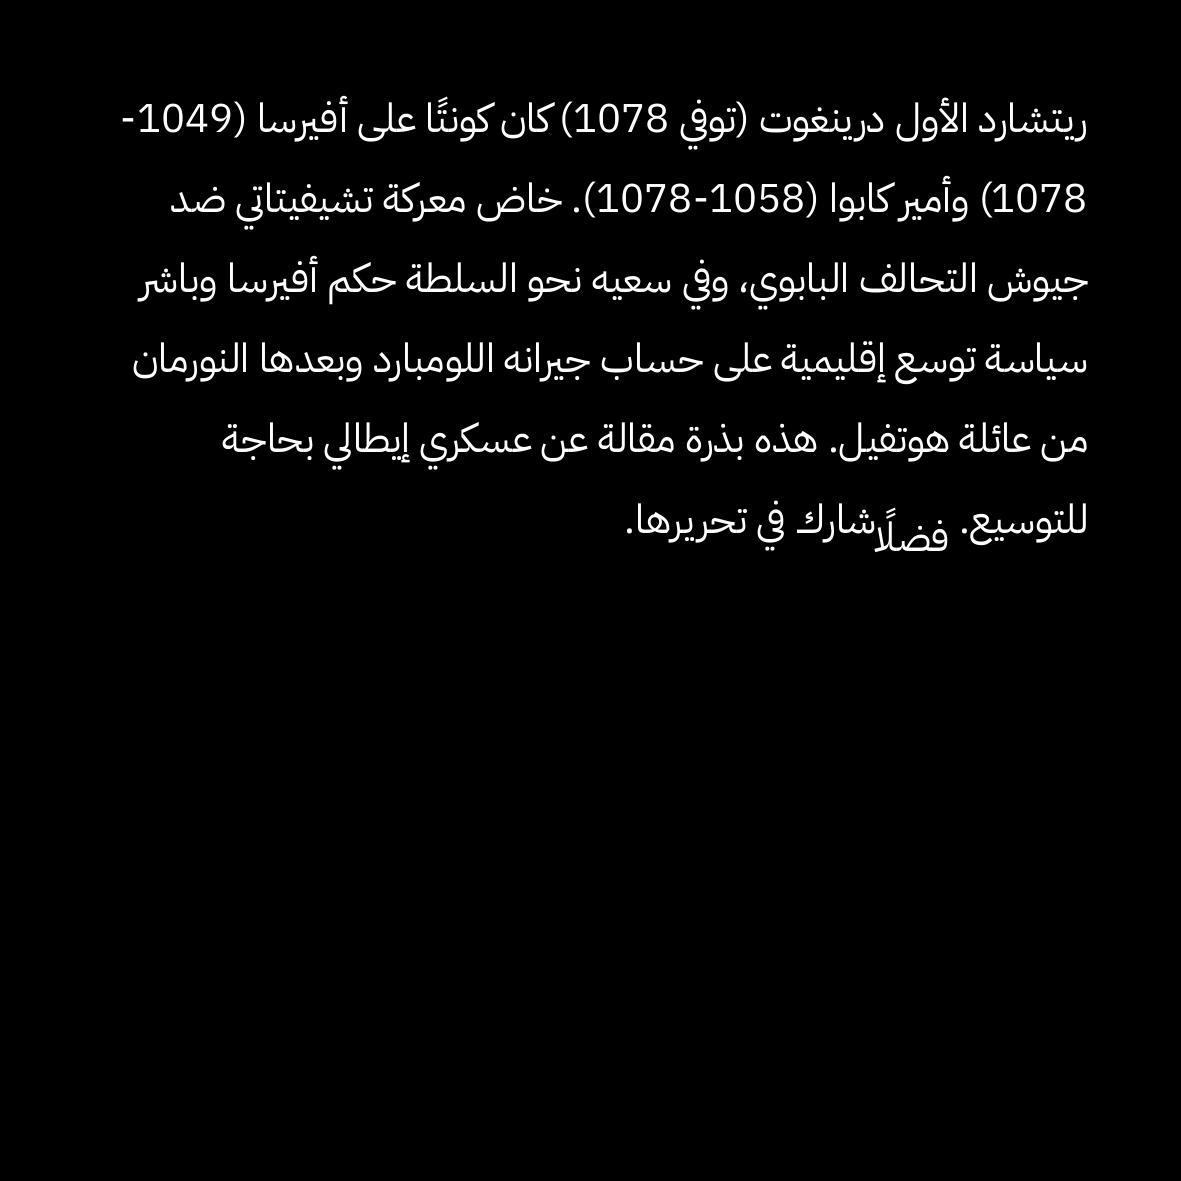 ريتشارد الأول درينغوت (توفي 1078) كان كونتًا على أفيرسا (1049-
1078) وأمير كابوا (1058-1078). خاض معركة تشيفيتاتي ضد
جيوش التحالف البابوي، وفي سعيه نحو السلطة حكم أفيرسا وباشر
سياسة توسع إقليمية على حساب جيرانه اللومبارد وبعدها النورمان
من عائلة هوتفيل. هذه بذرة مقالة عن عسكري إيطالي بحاجة
للتوسيع. فضلًا شارك في تحريرها.